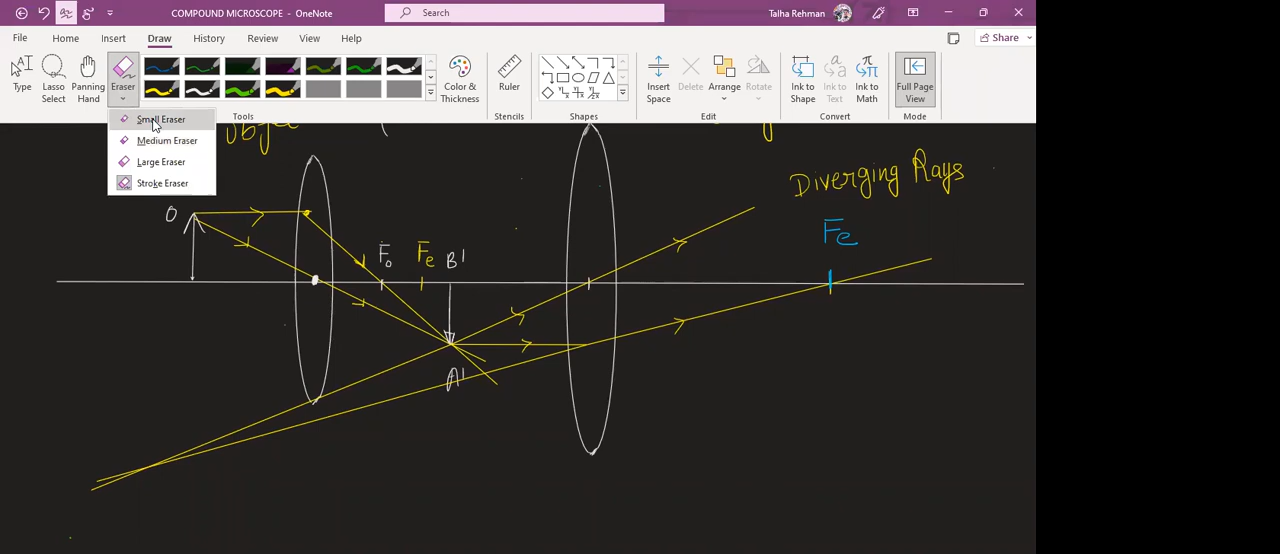 COMPOUND MICROSCOPE - OneNote
Search
Talha Rehman
File Home Insert Draw History Review View Help
Share
Type
Lasso Select
Panning Hand
Eraser
Color & Thickness
Ruler
Insert Space
Delete
Arrange
Rotate
Ink to Shape
Ink to Text
Ink to Math
Full Page View
Small Eraser
Medium Eraser
Large Eraser
Stroke Eraser
Tools
Stencils
Shapes
Edit
Convert
Mode
Diverging Rays
O
Fe
Fo
Fe
B'
A'